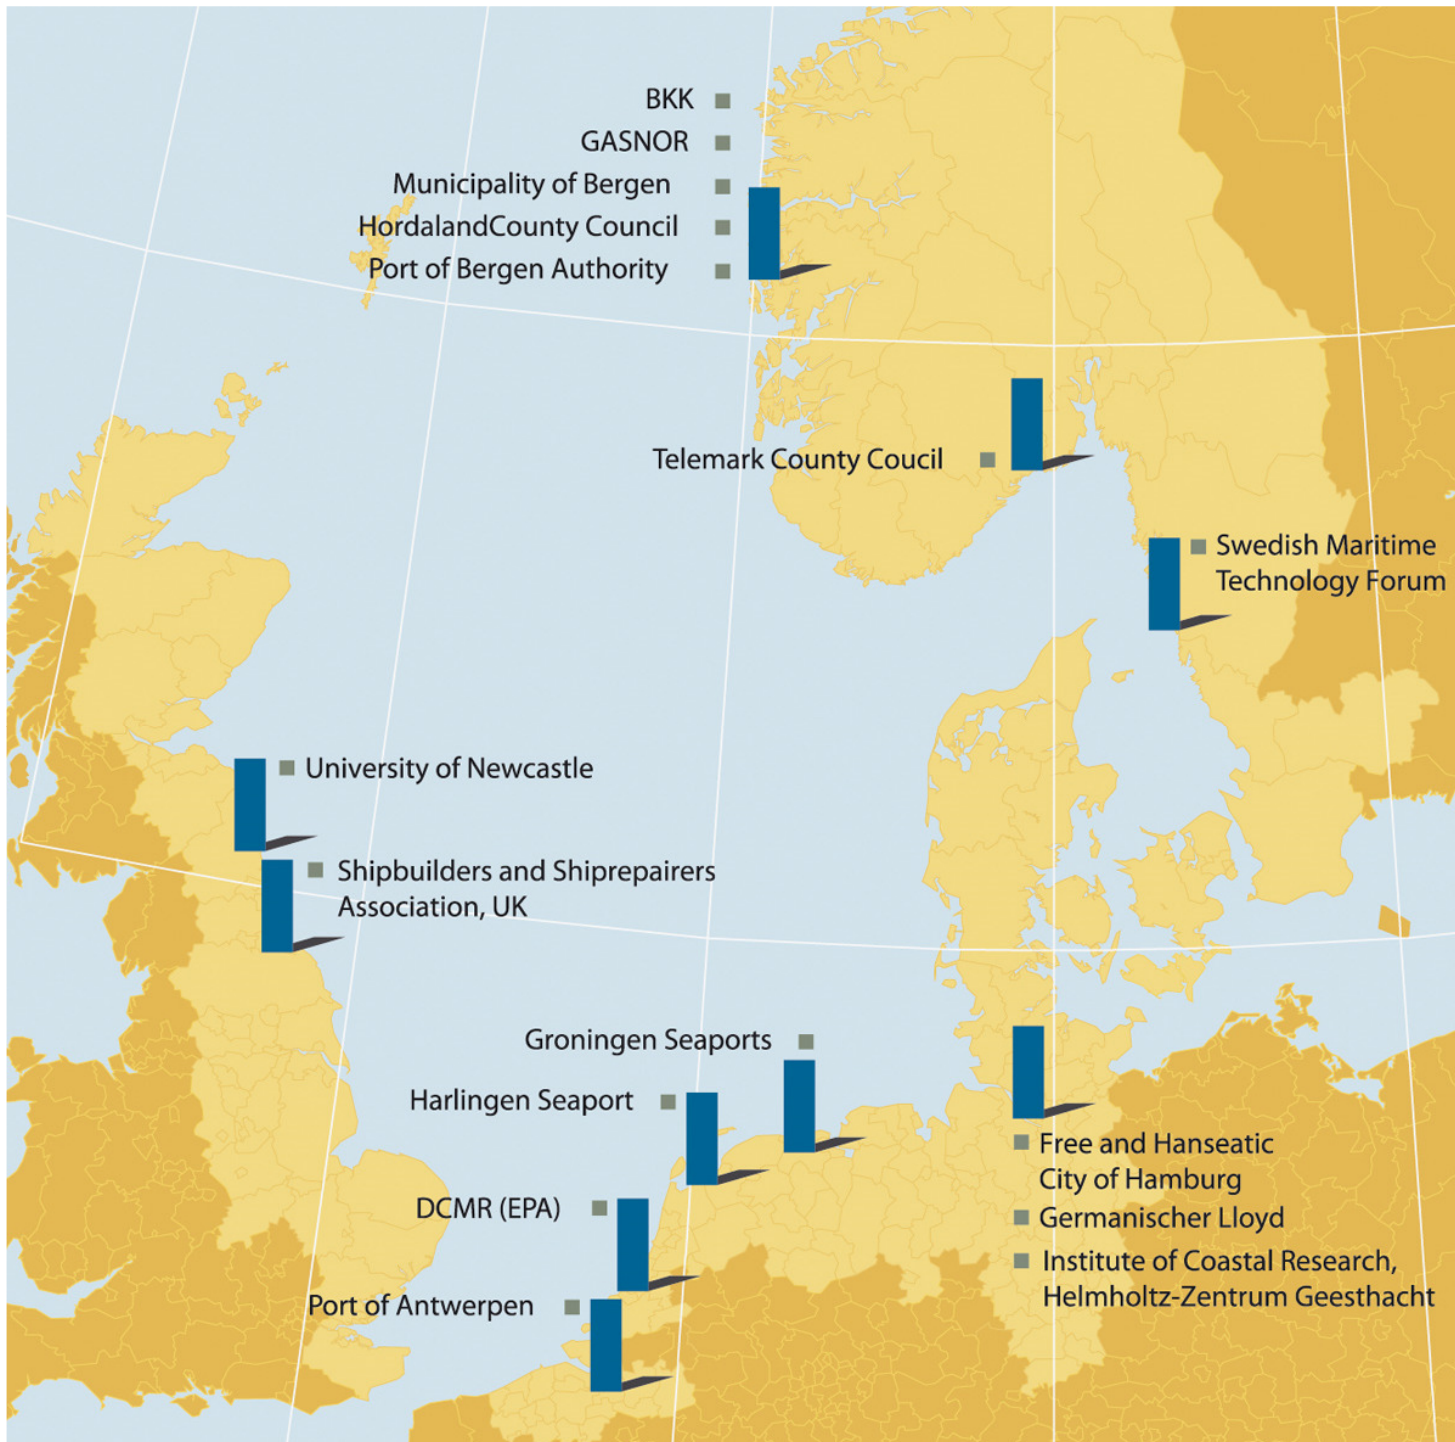 BKK
GASNOR
Municipality of Bergen
HordalandCounty Council
Port of Bergen Authority
Telemark County Coucil
Swedish Maritime
Technology Forum
University of Newcastle
Shipbuilders and Shiprepairers
Association, UK
Groningen Seaports
Harlingen Seaport
Free and Hanseatic
City of Hamburg
DCMR (EPA)
Germanischer Lloyd
Institute of Coastal Research,
Helmholtz-Zentrum Geesthacht
Port of Antwerpen